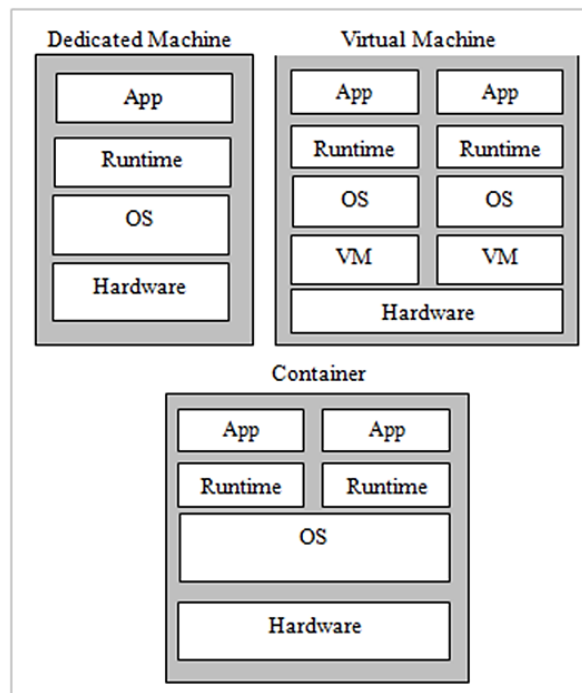 Dedicated Machine
App
Runtime
OS
Hardware
Virtual Machine
App App
Runtime Runtime
OS OS
VM VM
Hardware
Container
App App
Runtime Runtime
OS
Hardware